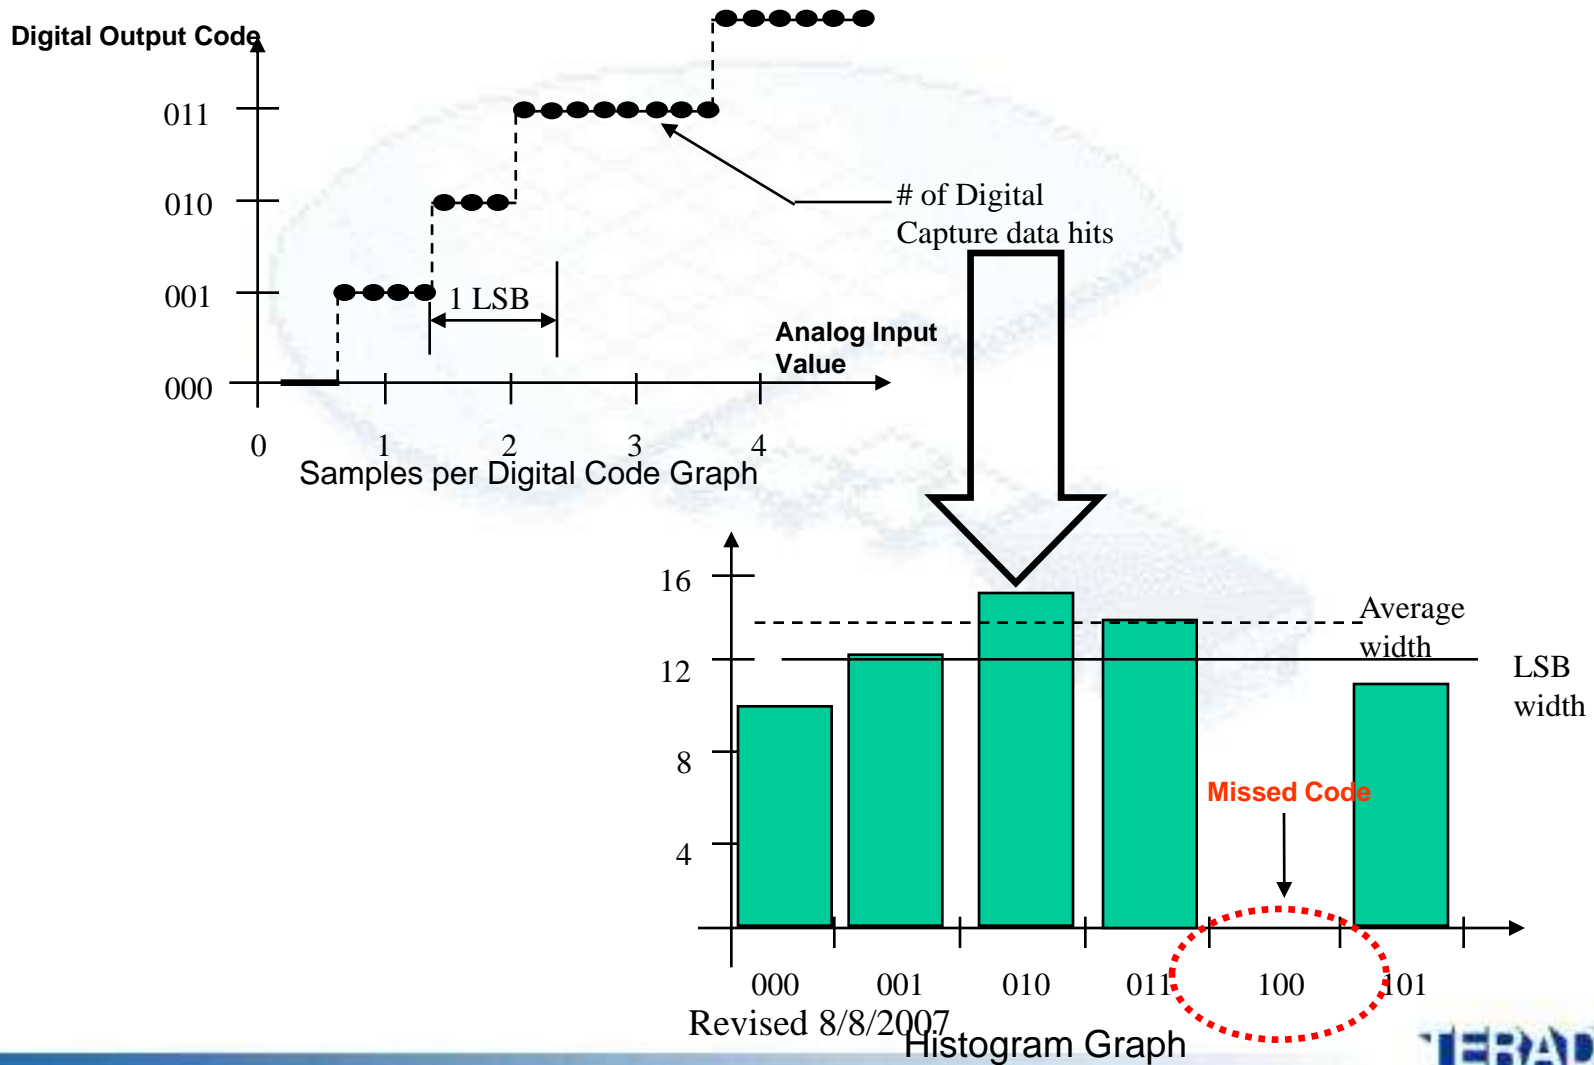 Digital Output Code
011
010
001
000
1 LSB
# of Digital
Capture data hits
Analog Input
Value
0 1 2 3 4
Samples per Digital Code Graph
16
12
8
4
Average
width
LSB
width
Missed Code
000 001 010 011 100 101
Revised 8/8/2007
Histogram Graph
TERAD